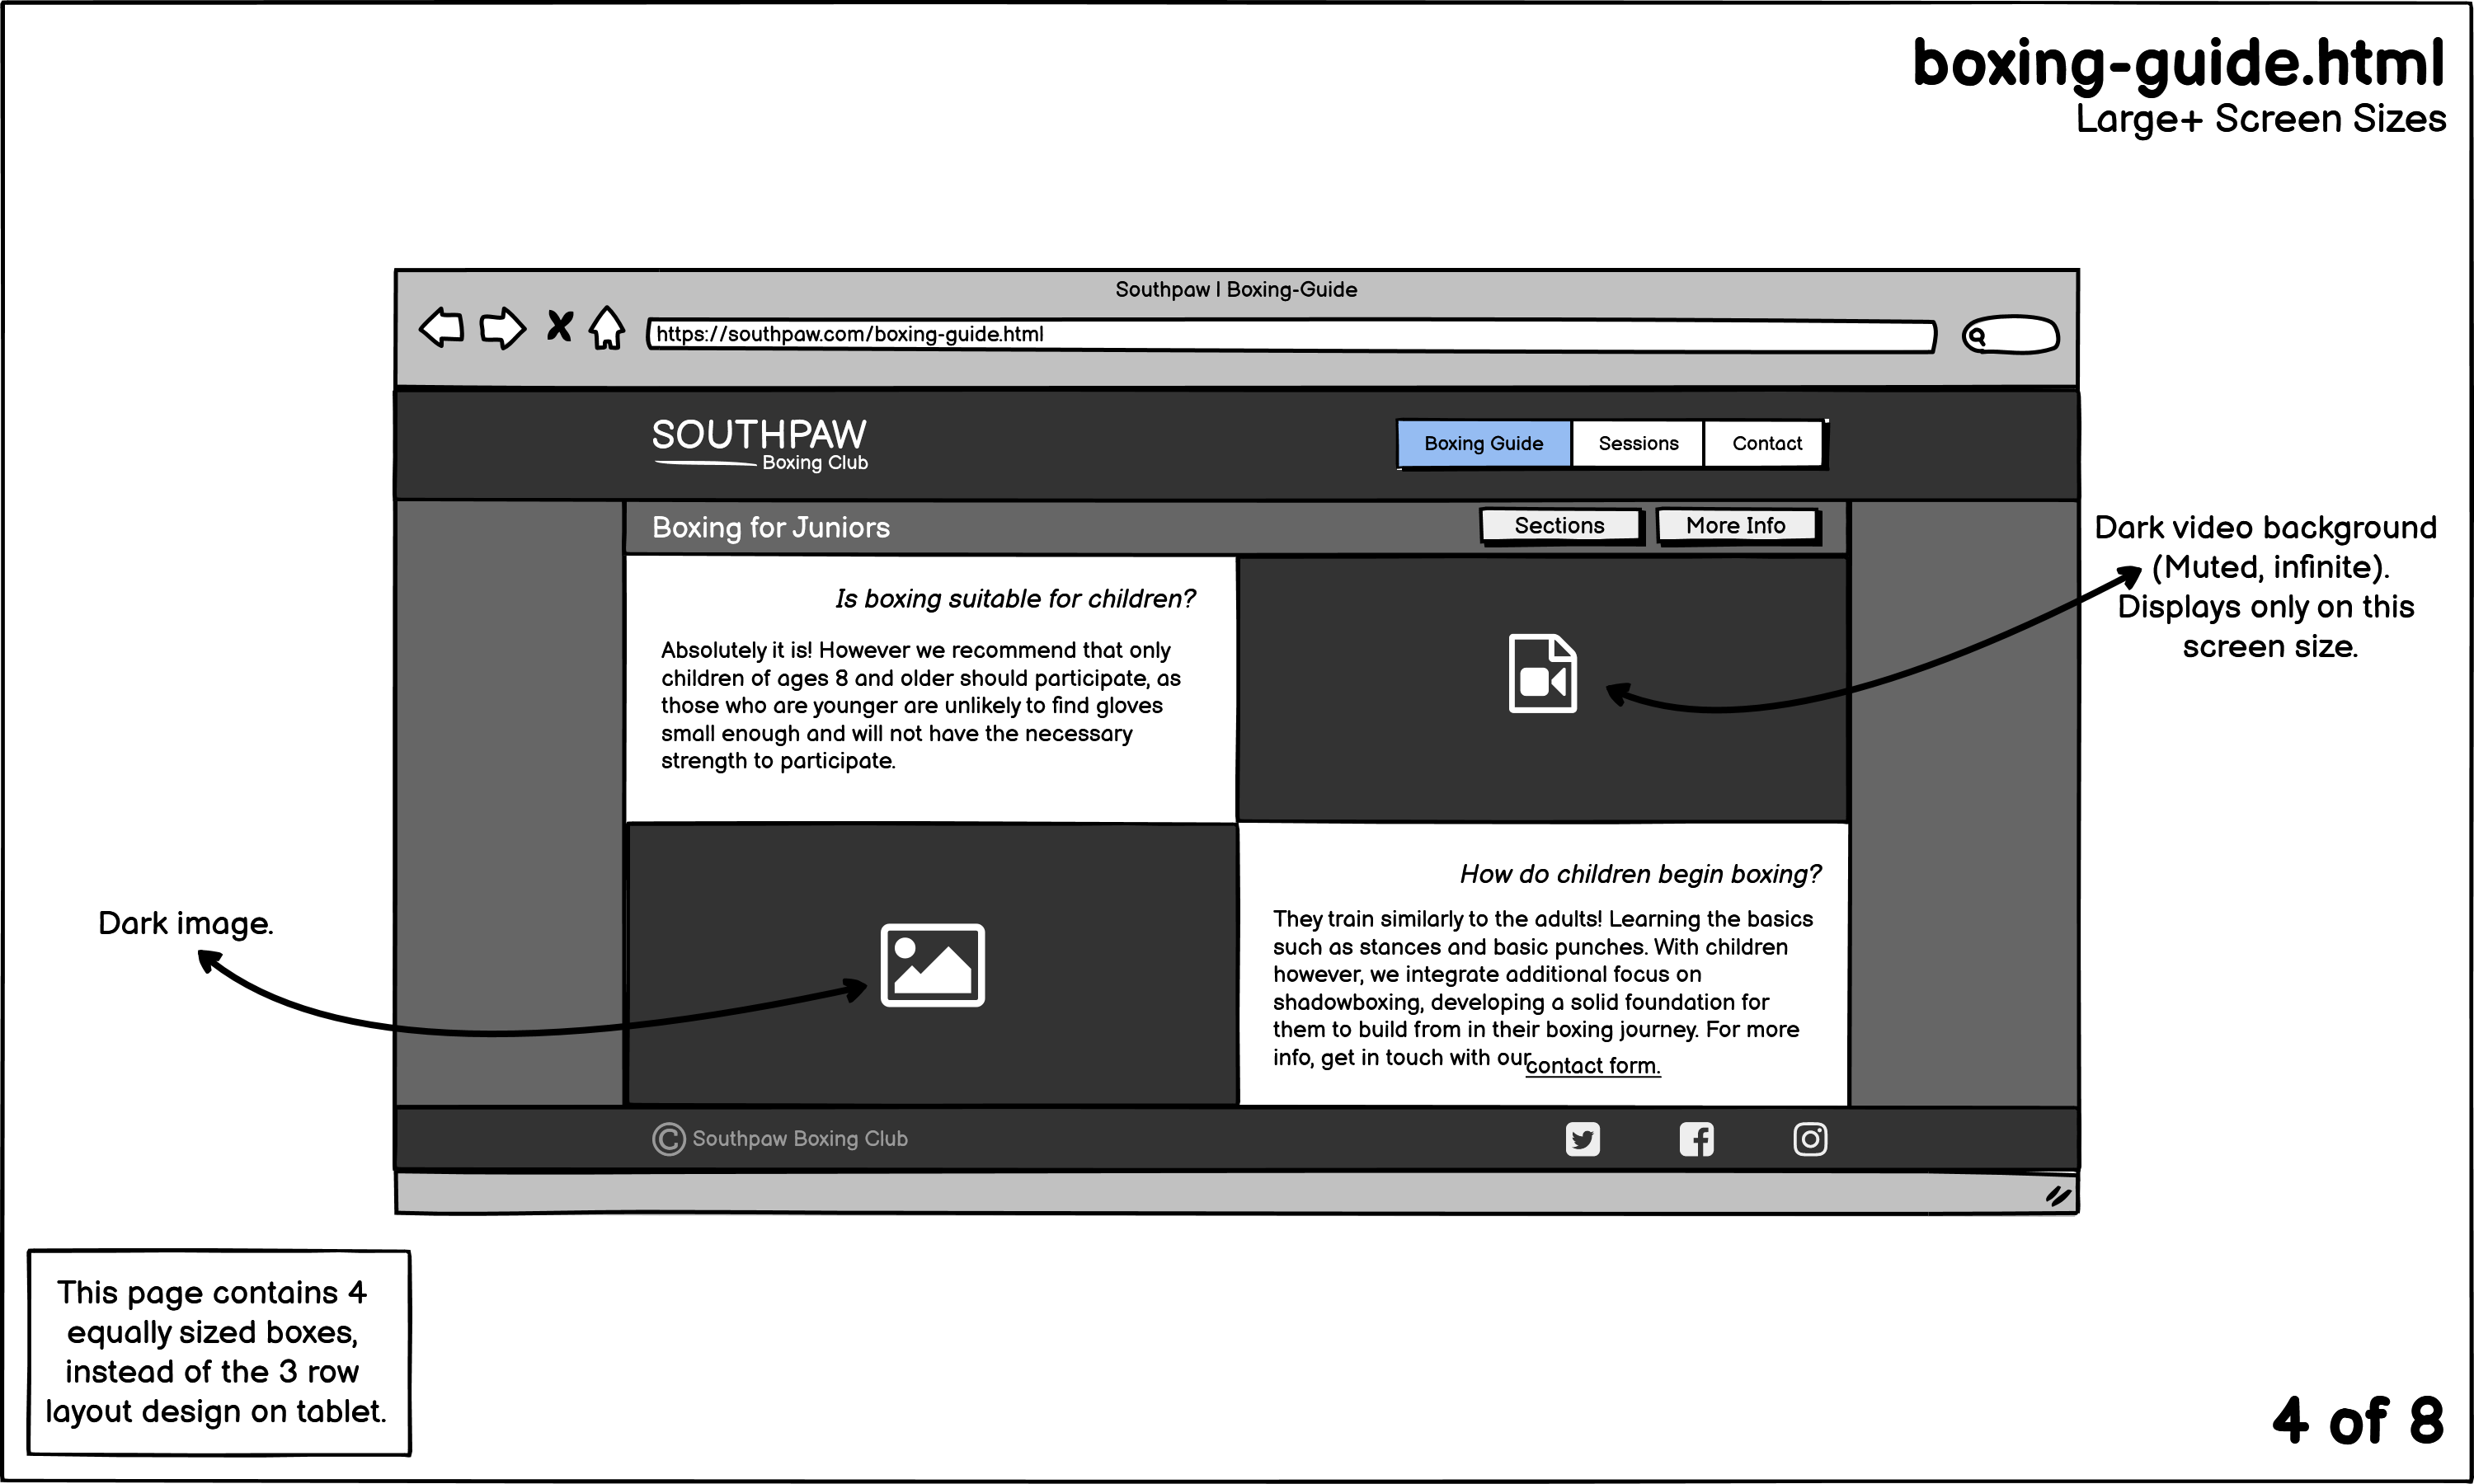 boxing-guide.html
Large+ Screen Sizes
Southpaw | Boxing-Guide
https://southpaw.com/boxing-guide.html
SOUTHPAW
Boxing Club
Boxing Guide
Sessions
Contact
Boxing for Juniors
Sections
More Info
Dark video background
(Muted, infinite).
Displays only on this
screen size.
Is boxing suitable for children?
Absolutely it is! However we recommend that only
children of ages 8 and older should participate, as
those who are younger are unlikely to find gloves
small enough and will not have the necessary
strength to participate.
Dark image.
How do children begin boxing?
They train similarly to the adults! Learning the basics
such as stances and basic punches. With children
however, we integrate additional focus on
shadowboxing, developing a solid foundation for
them to build from in their boxing journey. For more
info, get in touch with our contact form.
© Southpaw Boxing Club
This page contains 4
equally sized boxes,
instead of the 3 row
layout design on tablet.
4 of 8